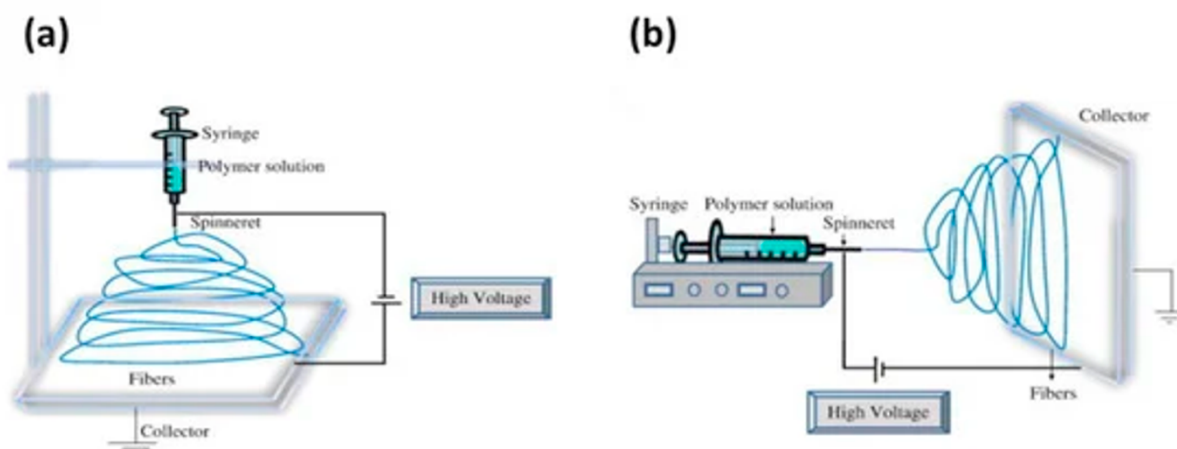 (a)
Syringe
Polymer solution
Spinneret
High Voltage
Fibers
Collector
(b)
Collector
Syringe Polymer solution
Spinneret
Fibers
High Voltage